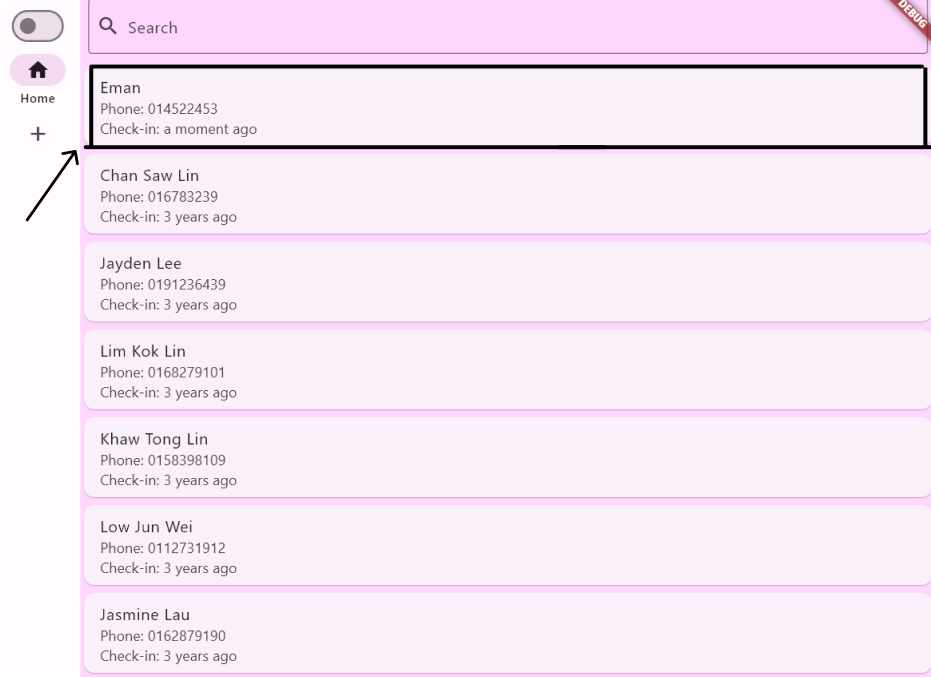 Search
DEBUG
Home
Eman
Phone: 014522453
Check-in: a moment ago
Chan Saw Lin
Phone: 016783239
Check-in: 3 years ago
Jayden Lee
Phone: 0191236439
Check-in: 3 years ago
Lim Kok Lin
Phone: 0168279101
Check-in: 3 years ago
Khaw Tong Lin
Phone: 0158398109
Check-in: 3 years ago
Low Jun Wei
Phone: 0112731912
Check-in: 3 years ago
Jasmine Lau
Phone: 0162879190
Check-in: 3 years ago